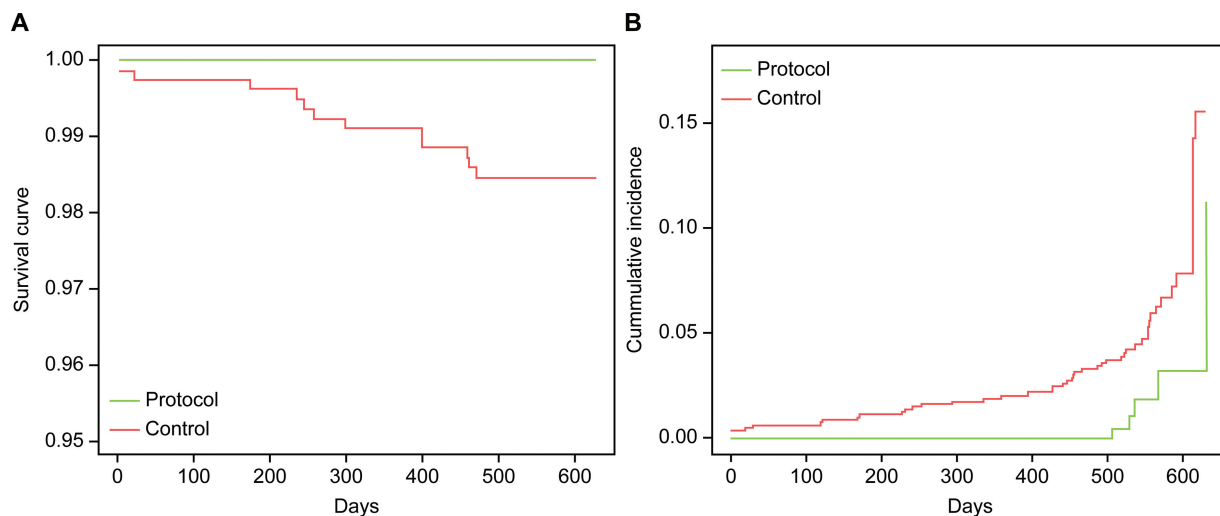 A
1.00
0.99
0.98
0.97
0.96
0.95
Survival curve
Protocol
Control
0 100 200 300 400 500 600
Days
B
Protocol
Control
0.15
0.10
0.05
0.00
Cummulative incidence
0 100 200 300 400 500 600
Days